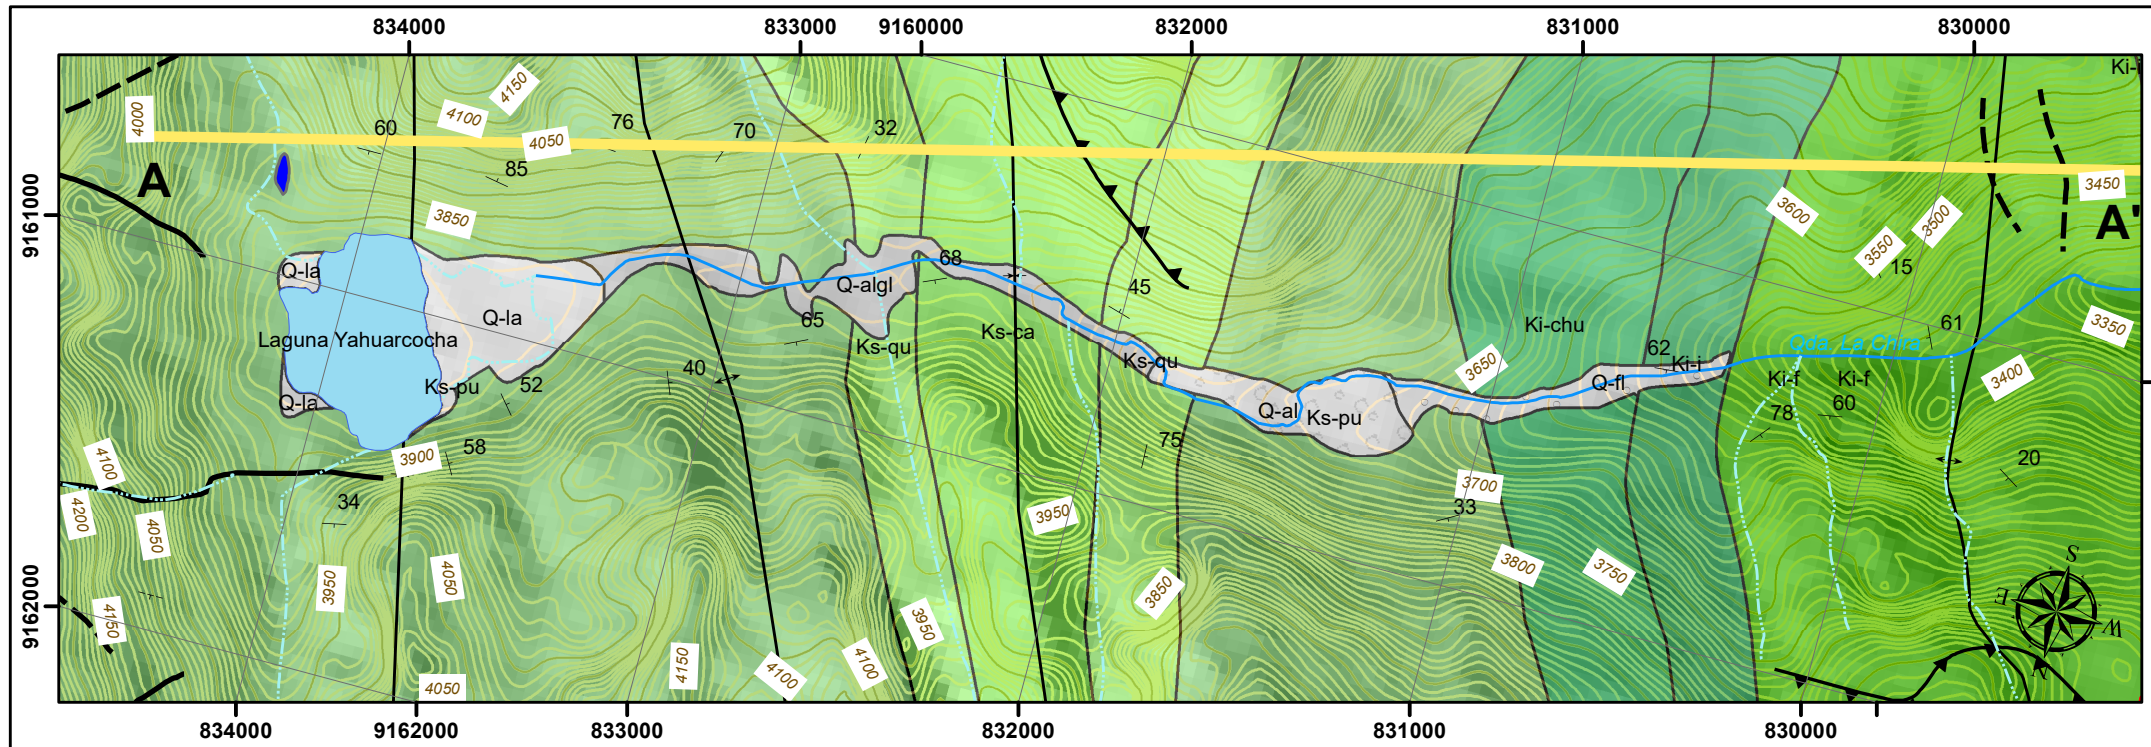 834000 833000 9160000 832000 831000 830000
Ki-i
4150
4000 4100
60 76 70 32
4050
85
A
3450
3600
3500
3850
A'
9161000
3550
15
68
Q-la
Q-algl
45
Q-la
65
Ks-ca
Ki-chu
61
3350
Laguna Yahuarcocha
Ks-qu
Qda. La Chira
62
Ks-qu
3650
Ki-i
40
Ki-f Ki-f
3400
52
Ks-pu
Q-fl
Q-la
Q-al
Ks-pu
60
78
75
58
3900
4100
20
3700
34
33
4200
3950
4050
S
3800
3750
4050
3950
3850
E
9162000
4150
3950
W
4150
4100
4100
N
4050
834000 9162000 833000 832000 831000 830000